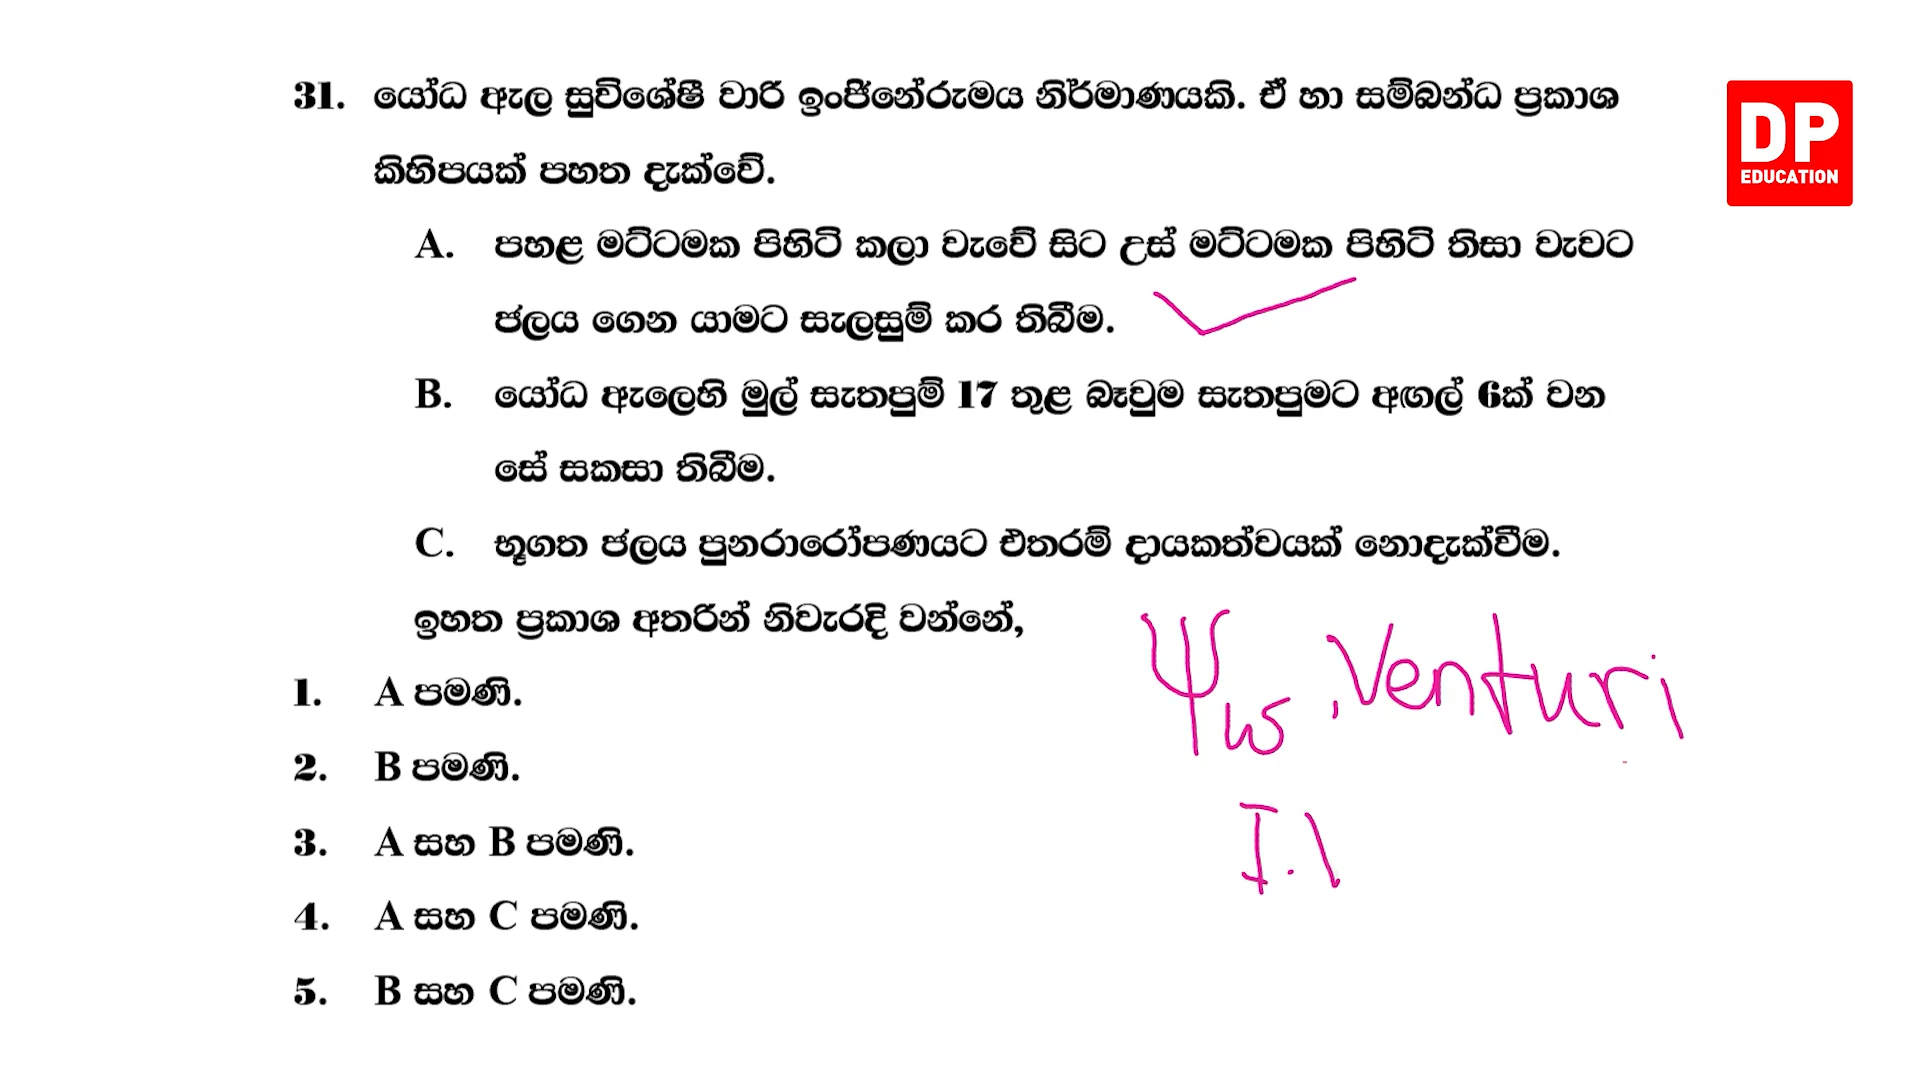 31. යෝධ ඇල සුවිශේෂී වාරි ඉංජිනේරුමය නිර්මාණයකි. ඒ හා සම්බන්ධ ප්‍රකාශ
කිහිපයක් පහත දැක්වේ.
DP
EDUCATION
A. පහළ මට්ටමක පිහිටි කලා වැවේ සිට උස් මට්ටමක පිහිටි තිසා වැවට
ජලය ගෙන යාමට සැලසුම් කර තිබීම.
B. යෝධ ඇලෙහි මුල් සැතපුම් 17 තුළ බෑවුම සැතපුමට අඟල් 6ක් වන
සේ සකසා තිබීම.
C. භූගත ජලය පුනරාරෝපණයට එතරම් දායකත්වයක් නොදැක්වීම.
ඉහත ප්‍රකාශ අතරින් නිවැරදි වන්නේ,
1. A පමණි.
2. B පමණි.
3. A සහ B පමණි.
4. A සහ C පමණි.
5. B සහ C පමණි.
Ψw, Venturi